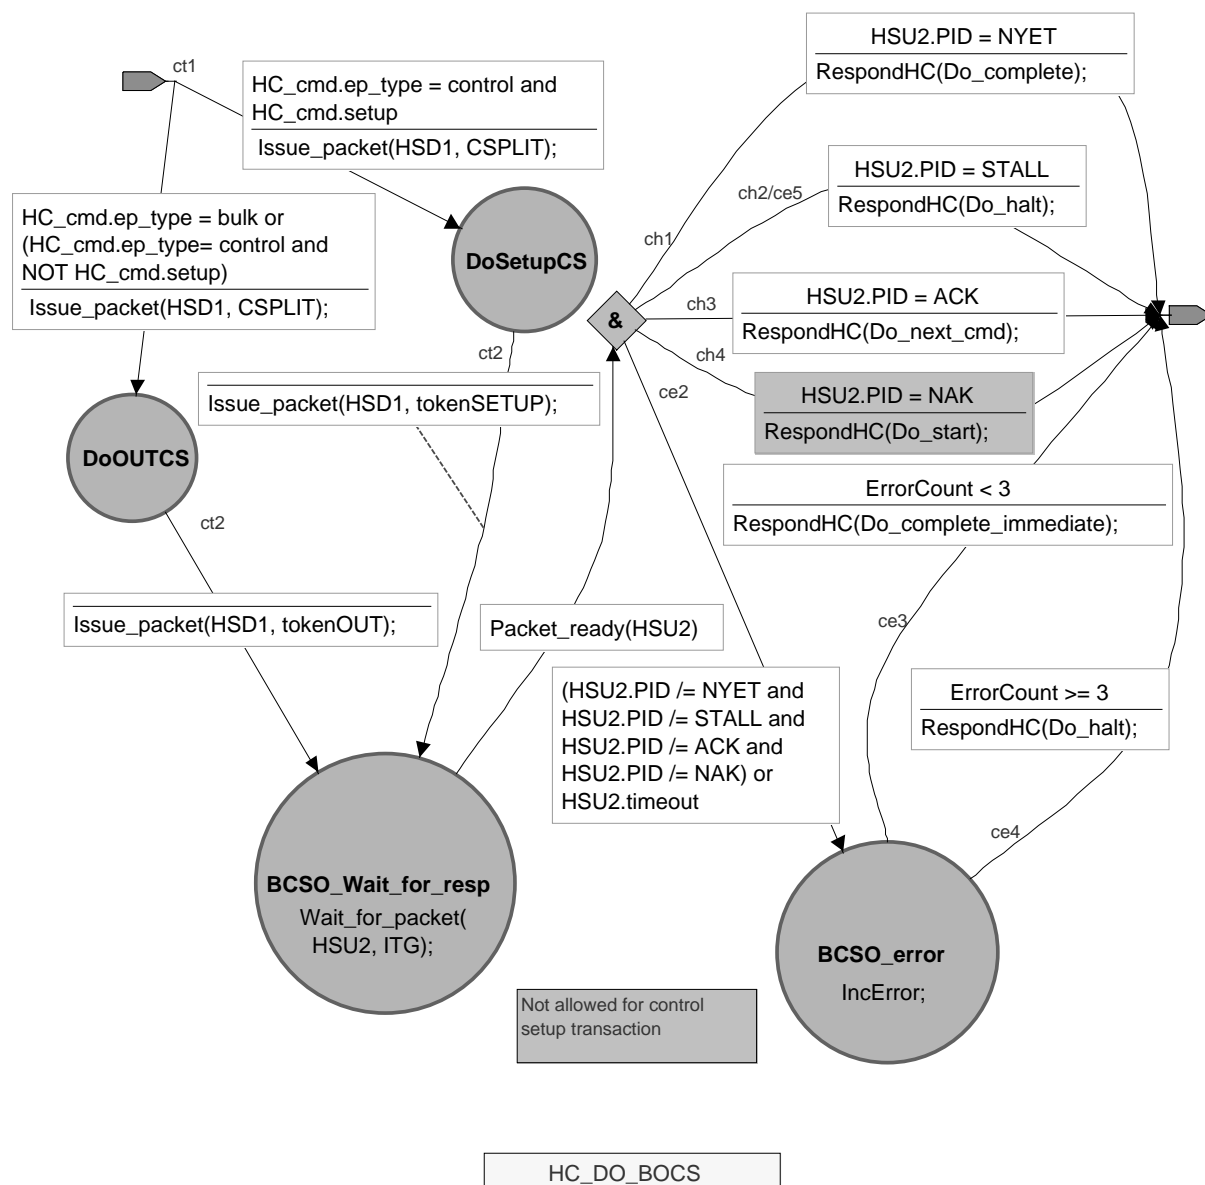 ct1
HC_cmd.ep_type = control and
HC_cmd.setup
Issue_packet(HSD1, CSPLIT);
HC_cmd.ep_type = bulk or
(HC_cmd.ep_type= control and
NOT HC_cmd.setup)
Issue_packet(HSD1, CSPLIT);
DoSetupCS
DoOUTCS
ct2
Issue_packet(HSD1, tokenSETUP);
ct2
Issue_packet(HSD1, tokenOUT);
BCSO_Wait_for_resp
Wait_for_packet(
HSU2, ITG);
Packet_ready(HSU2)
&
ch1
HSU2.PID = NYET
RespondHC(Do_complete);
ch2/ce5
HSU2.PID = STALL
RespondHC(Do_halt);
ch3
HSU2.PID = ACK
RespondHC(Do_next_cmd);
ch4
HSU2.PID = NAK
RespondHC(Do_start);
ce2
(HSU2.PID /= NYET and
HSU2.PID /= STALL and
HSU2.PID /= ACK and
HSU2.PID /= NAK) or
HSU2.timeout
ErrorCount < 3
RespondHC(Do_complete_immediate);
ce3
ErrorCount >= 3
RespondHC(Do_halt);
ce4
BCSO_error
IncError;
Not allowed for control
setup transaction
HC_DO_BOCS